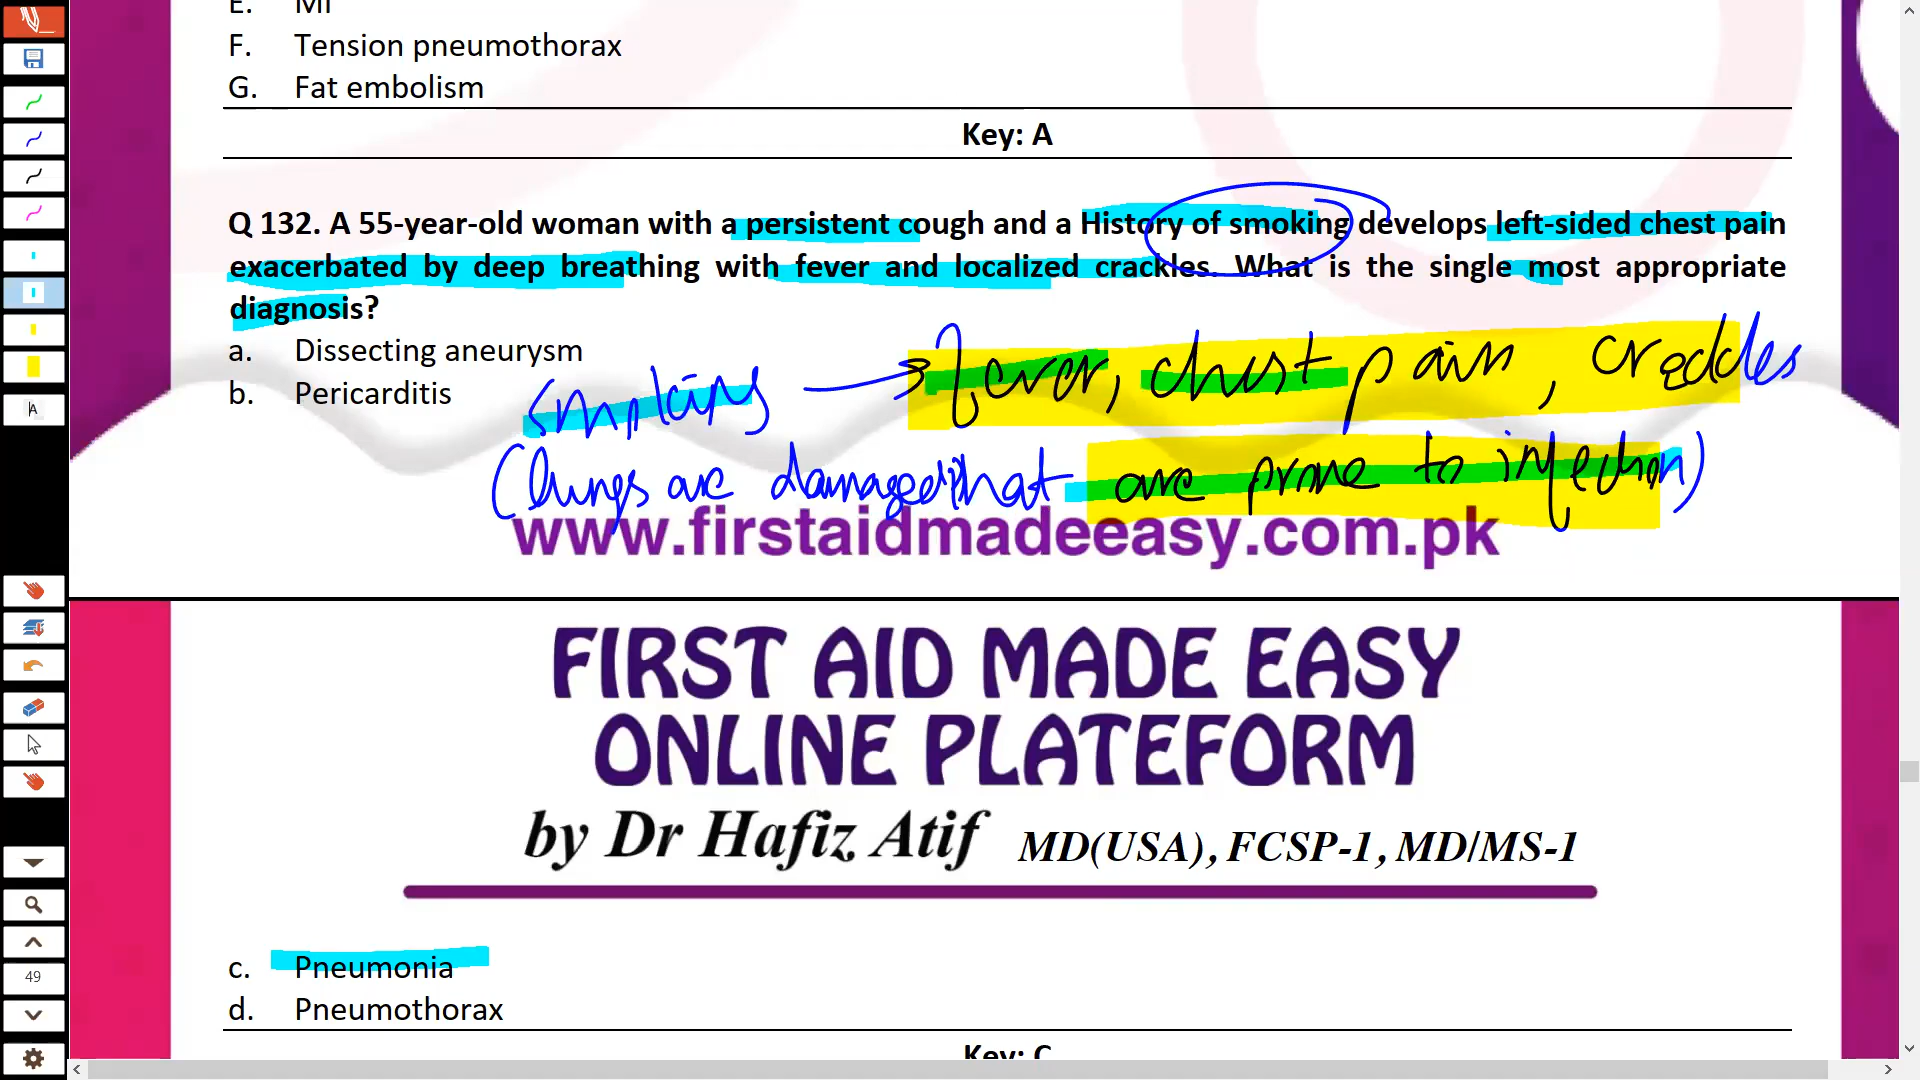 E. MI
F. Tension pneumothorax
G. Fat embolism
Key: A
Q 132. A 55-year-old woman with a persistent cough and a History of smoking develops left-sided chest pain
exacerbated by deep breathing with fever and localized crackles. What is the single most appropriate
diagnosis?
a. Dissecting aneurysm
b. Pericarditis
smoking → fever, chest pain, creckles
(lungs are damaged that are prone to infection)
www.firstaidmadeeasy.com.pk
FIRST AID MADE EASY
ONLINE PLATEFORM
by Dr Hafiz Atif MD(USA), FCSP-1, MD/MS-1
c. Pneumonia
d. Pneumothorax
Key: C
49